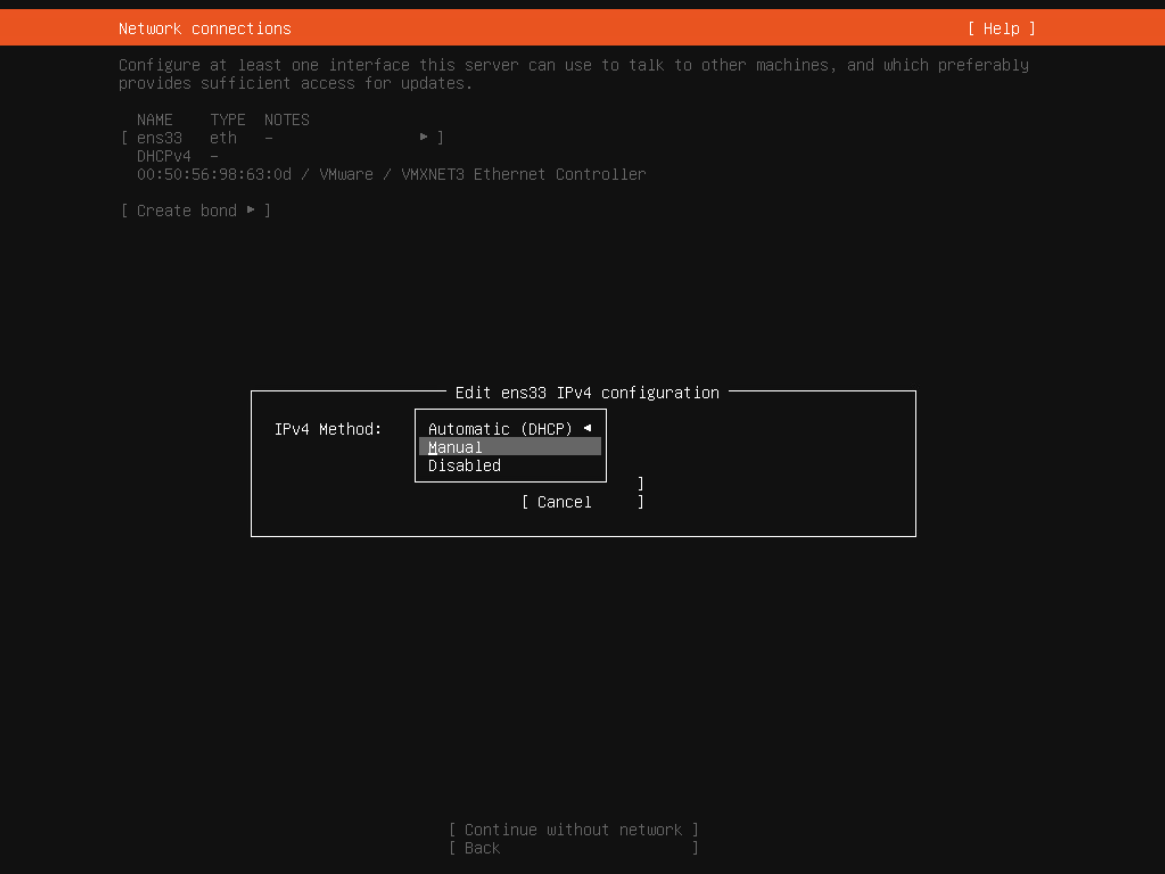 Network connections [ Help ]
Configure at least one interface this server can use to talk to other machines, and which preferably
provides sufficient access for updates.
NAME TYPE NOTES
[ ens33 eth – ▸ ]
DHCPv4 –
00:50:56:98:63:0d / VMware / VMXNET3 Ethernet Controller
[ Create bond ▸ ]
Edit ens33 IPv4 configuration
IPv4 Method: Automatic (DHCP) ◂
Manual
Disabled
]
[ Cancel ]
[ Continue without network ]
[ Back ]